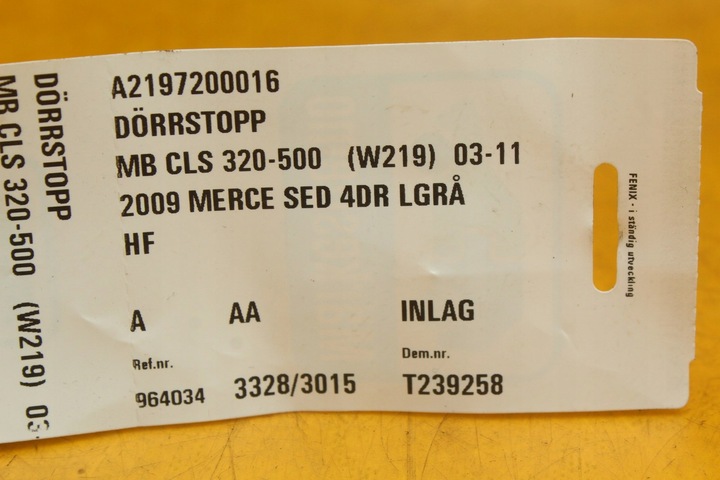 A2197200016
DÖRRSTOPP
MB CLS 320-500 (W219) 03-11
2009 MERCE SED 4DR LGRÅ
HF
A AA INLAG
Ref.nr. Dem.nr.
964034 3328/3015 T239258
DÖRRSTOPP
MB CLS 320-500 (W219) 03-
FENIX - i ständig utveckling